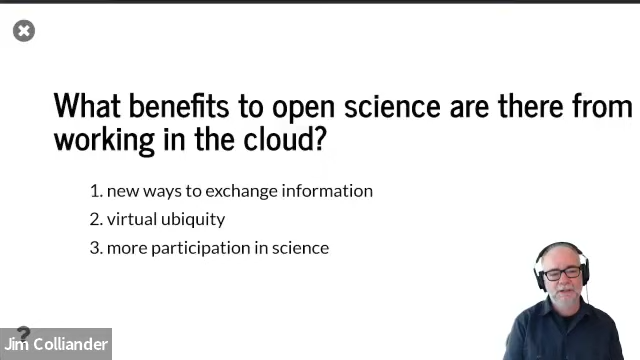 What benefits to open science are there from
working in the cloud?
1. new ways to exchange information
2. virtual ubiquity
3. more participation in science
?
Jim Colliander